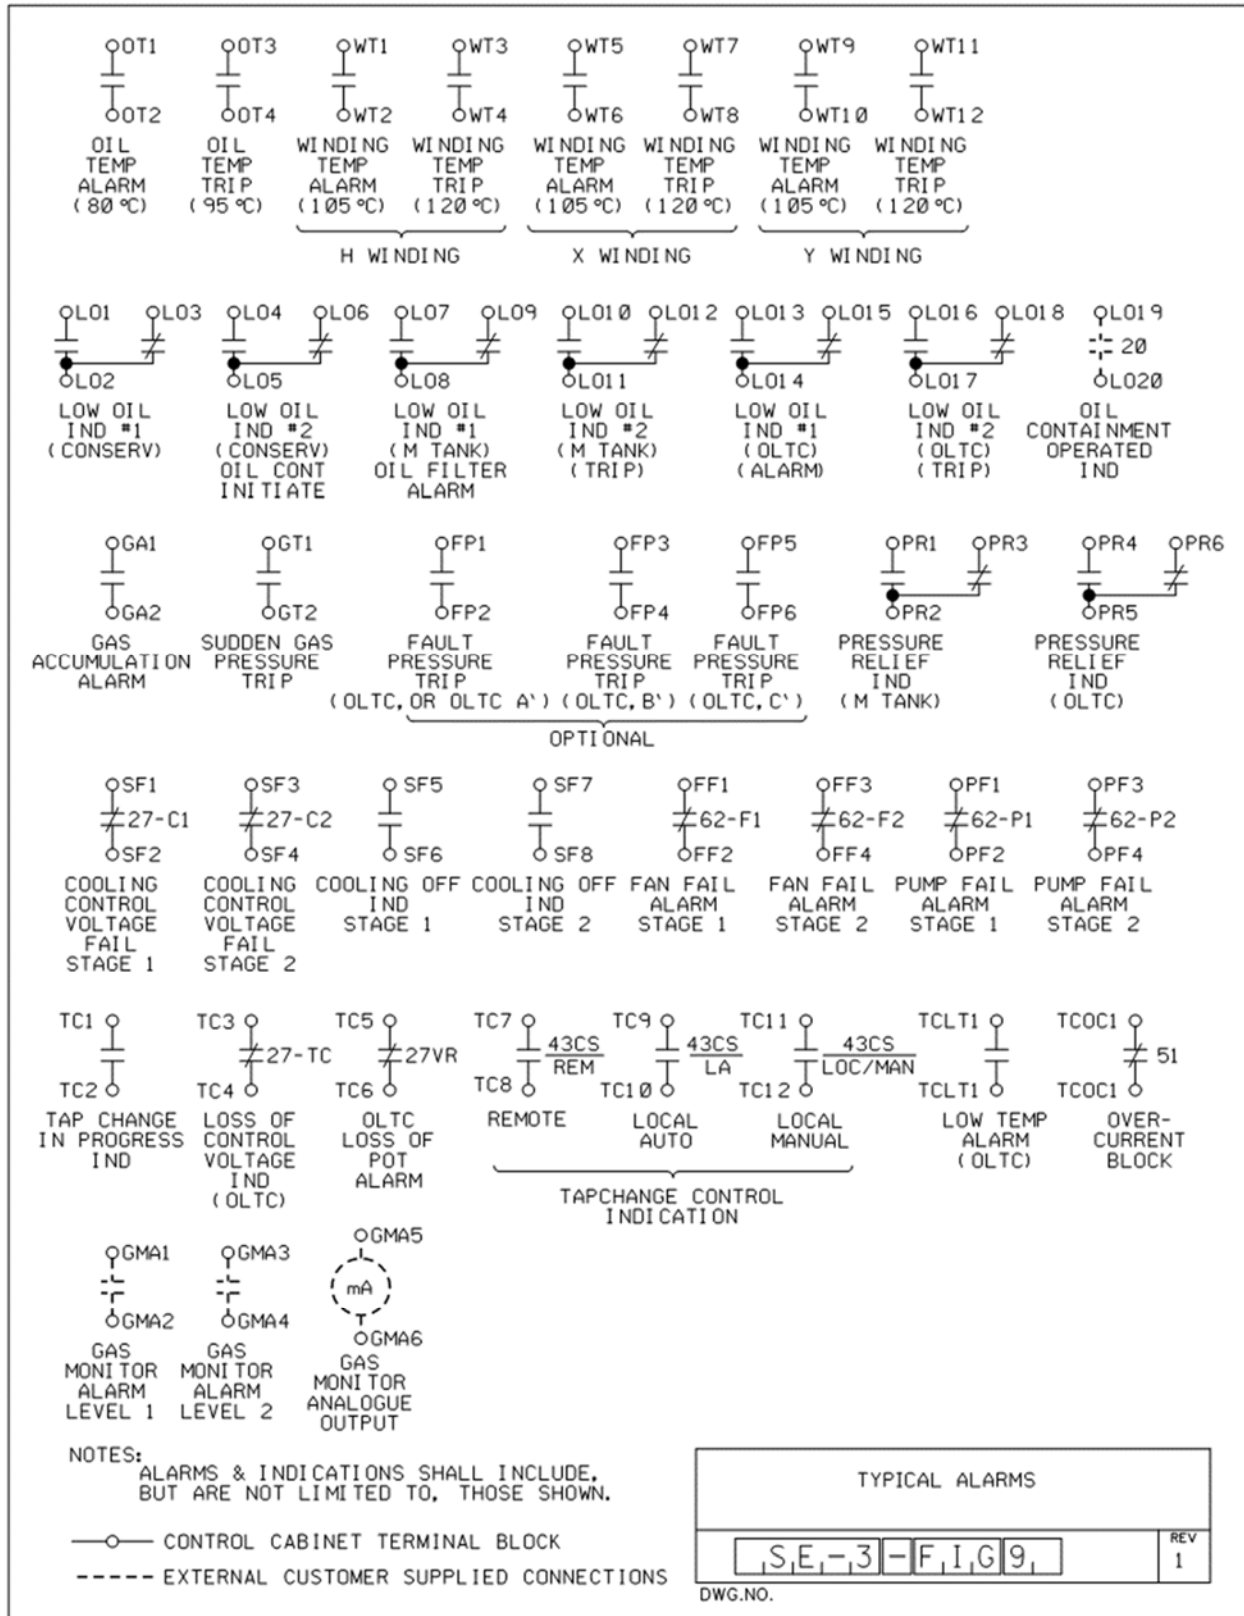 OT1 OT3 WT1 WT3 WT5 WT7 WT9 WT11
OT2 OT4 WT2 WT4 WT6 WT8 WT10 WT12
OIL OIL WINDING WINDING WINDING WINDING WINDING WINDING
TEMP TEMP TEMP TEMP TEMP TEMP TEMP TEMP
ALARM TRIP ALARM TRIP ALARM TRIP ALARM TRIP
(80 °C) (95 °C) (105 °C) (120 °C) (105 °C) (120 °C) (105 °C) (120 °C)
H WINDING X WINDING Y WINDING
LO1 LO3 LO4 LO6 LO7 LO9 LO10 LO12 LO13 LO15 LO16 LO18 LO19
20
LO2 LO5 LO8 LO11 LO14 LO17 LO20
LOW OIL LOW OIL LOW OIL LOW OIL LOW OIL LOW OIL OIL
IND #1 IND #2 IND #1 IND #2 IND #1 IND #2 CONTAINMENT
(CONSERV) (CONSERV) (M TANK) (M TANK) (OLTC) (OLTC) OPERATED
OIL CONT OIL FILTER (TRIP) (ALARM) (TRIP) IND
INITIATE ALARM
GA1 GT1 FP1 FP3 FP5 PR1 PR3 PR4 PR6
GA2 GT2 FP2 FP4 FP6 PR2 PR5
GAS SUDDEN GAS FAULT FAULT FAULT PRESSURE PRESSURE
ACCUMULATION PRESSURE PRESSURE PRESSURE PRESSURE RELIEF RELIEF
ALARM TRIP TRIP TRIP TRIP IND IND
(OLTC, OR OLTC A‵) (OLTC, B‵) (OLTC, C‵) (M TANK) (OLTC)
OPTIONAL
SF1 SF3 SF5 SF7 FF1 FF3 PF1 PF3
27-C1 27-C2 62-F1 62-F2 62-P1 62-P2
SF2 SF4 SF6 SF8 FF2 FF4 PF2 PF4
COOLING COOLING COOLING OFF COOLING OFF FAN FAIL FAN FAIL PUMP FAIL PUMP FAIL
CONTROL CONTROL IND IND ALARM ALARM ALARM ALARM
VOLTAGE VOLTAGE STAGE 1 STAGE 2 STAGE 1 STAGE 2 STAGE 1 STAGE 2
FAIL FAIL
STAGE 1 STAGE 2
TC1 TC3 TC5 TC7 TC9 TC11 TCLT1 TCOC1
27-TC 27VR 43CS 43CS 43CS 51
REM LA LOC/MAN
TC2 TC4 TC6 TC8 TC10 TC12 TCLT1 TCOC1
TAP CHANGE LOSS OF OLTC REMOTE LOCAL LOCAL LOW TEMP OVER-
IN PROGRESS CONTROL LOSS OF AUTO MANUAL ALARM CURRENT
IND VOLTAGE POT (OLTC) BLOCK
IND ALARM
(OLTC)
TAPCHANGE CONTROL
INDICATION
GMA1 GMA3 GMA5
mA
GMA2 GMA4 GMA6
GAS GAS GAS
MONITOR MONITOR MONITOR
ALARM ALARM ANALOGUE
LEVEL 1 LEVEL 2 OUTPUT
NOTES:
ALARMS & INDICATIONS SHALL INCLUDE,
BUT ARE NOT LIMITED TO, THOSE SHOWN.
CONTROL CABINET TERMINAL BLOCK
EXTERNAL CUSTOMER SUPPLIED CONNECTIONS
TYPICAL ALARMS
SE-3-FIG9
REV
1
DWG.NO.